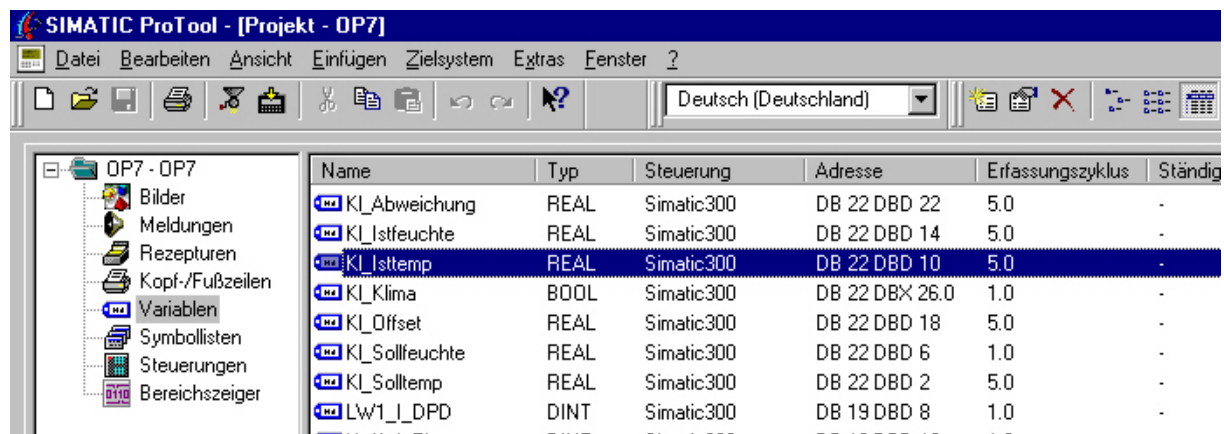 SIMATIC ProTool - [Projekt - OP7]
Datei Bearbeiten Ansicht Einfügen Zielsystem Extras Fenster ?
Deutsch (Deutschland)
OP7 - OP7
Bilder
Meldungen
Rezepturen
Kopf-/Fußzeilen
Variablen
Symbollisten
Steuerungen
Bereichszeiger
Name Typ Steuerung Adresse Erfassungszyklus Ständig
KI_Abweichung REAL Simatic300 DB 22 DBD 22 5.0 -
KI_Istfeuchte REAL Simatic300 DB 22 DBD 14 5.0 -
KI_Isttemp REAL Simatic300 DB 22 DBD 10 5.0 -
KI_Klima BOOL Simatic300 DB 22 DBX 26.0 1.0 -
KI_Offset REAL Simatic300 DB 22 DBD 18 5.0 -
KI_Sollfeuchte REAL Simatic300 DB 22 DBD 6 1.0 -
KI_Solltemp REAL Simatic300 DB 22 DBD 2 5.0 -
LW1_I_DPD DINT Simatic300 DB 19 DBD 8 1.0 -